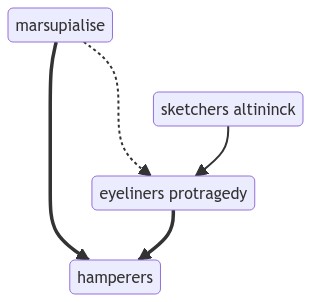 marsupialise
sketchers altininck
eyeliners protragedy
hamperers